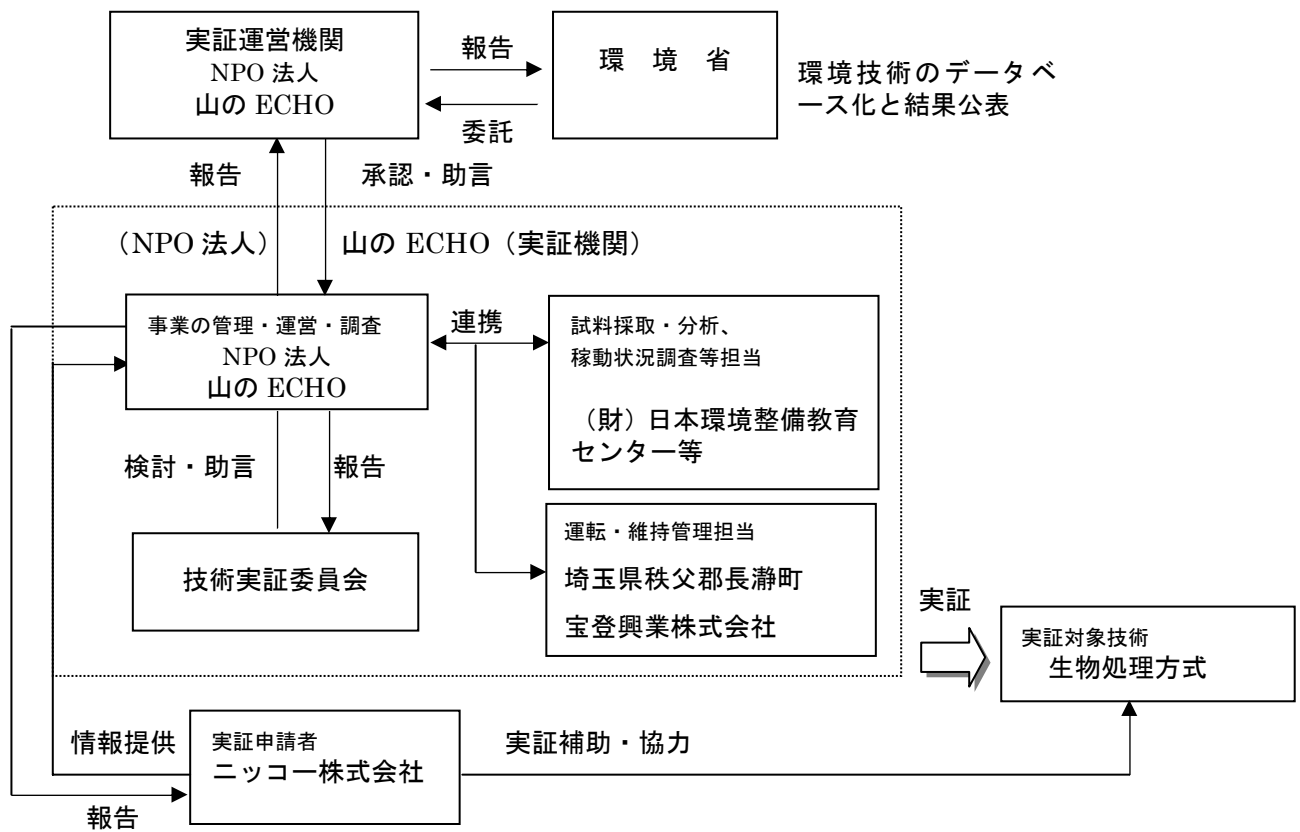 実証運営機関
NPO 法人
山の ECHO
報告
委託
環 境 省
環境技術のデータベ
ース化と結果公表
報告
承認・助言
（NPO 法人）
山の ECHO（実証機関）
事業の管理・運営・調査
NPO 法人
山の ECHO
連携
試料採取・分析、
稼動状況調査等担当
（財）日本環境整備教育
センター等
検討・助言
報告
技術実証委員会
運転・維持管理担当
埼玉県秩父郡長瀞町
宝登興業株式会社
実証
実証対象技術
生物処理方式
情報提供
実証申請者
ニッコー株式会社
実証補助・協力
報告